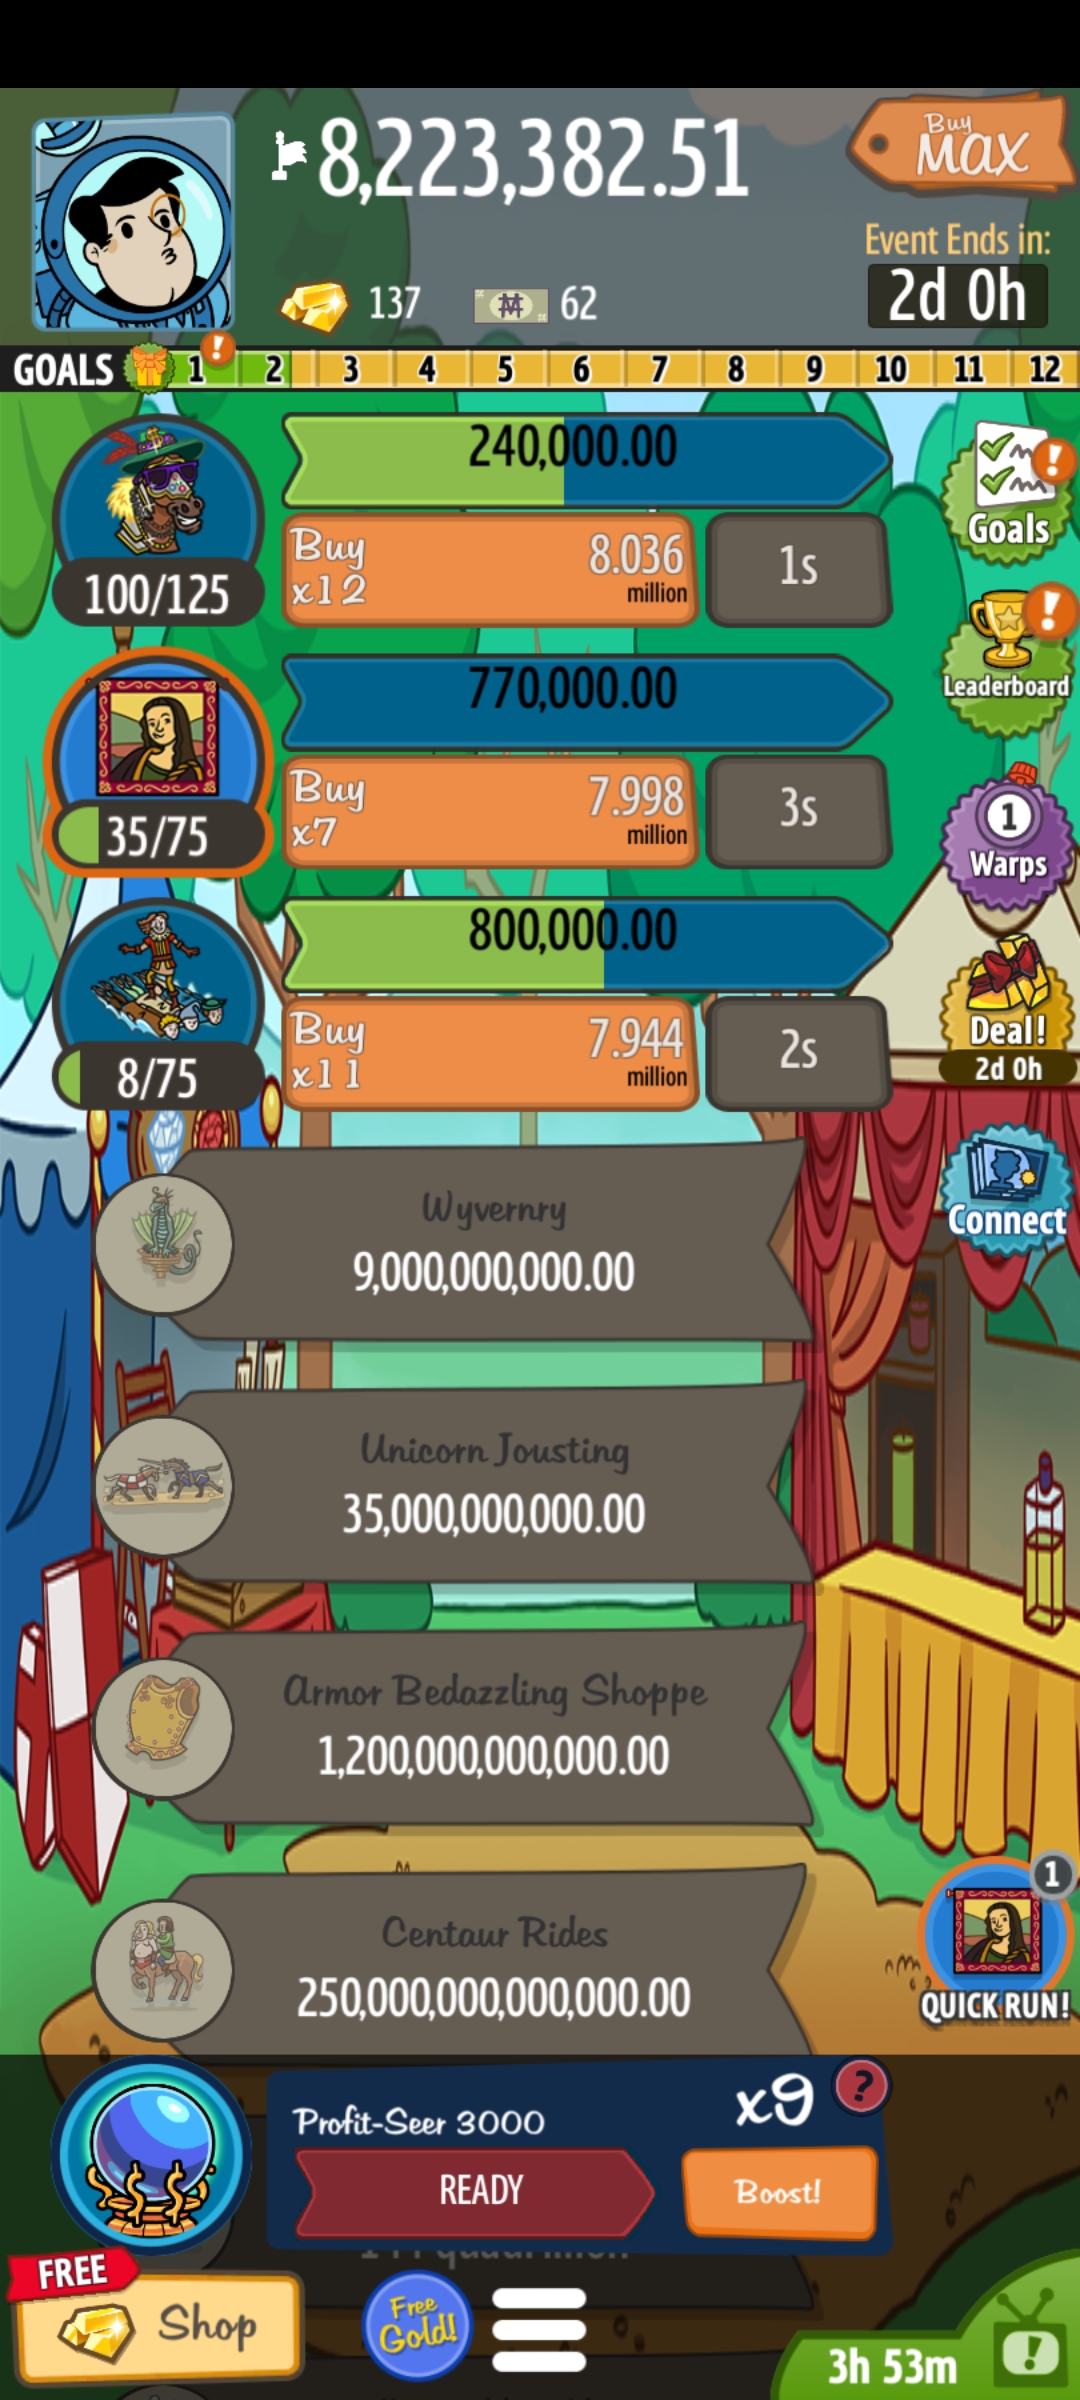 8,223,382.51
Buy
MAX
Event Ends in:
2d 0h
137
62
GOALS 1 ! 2 3 4 5 6 7 8 9 10 11 12
240,000.00
Buy
x12
8.036
million
1s
100/125
!
Goals
770,000.00
Buy
x7
7.998
million
3s
35/75
!
Leaderboard
1
Warps
800,000.00
Buy
x11
7.944
million
2s
8/75
Deal!
2d 0h
Wyvernry
9,000,000,000.00
Connect
Unicorn Jousting
35,000,000,000.00
Armor Bedazzling Shoppe
1,200,000,000,000.00
Centaur Rides
250,000,000,000,000.00
1
QUICK RUN!
Profit-Seer 3000
x9
?
READY
Boost!
FREE
Shop
Free
Gold!
3h 53m
!